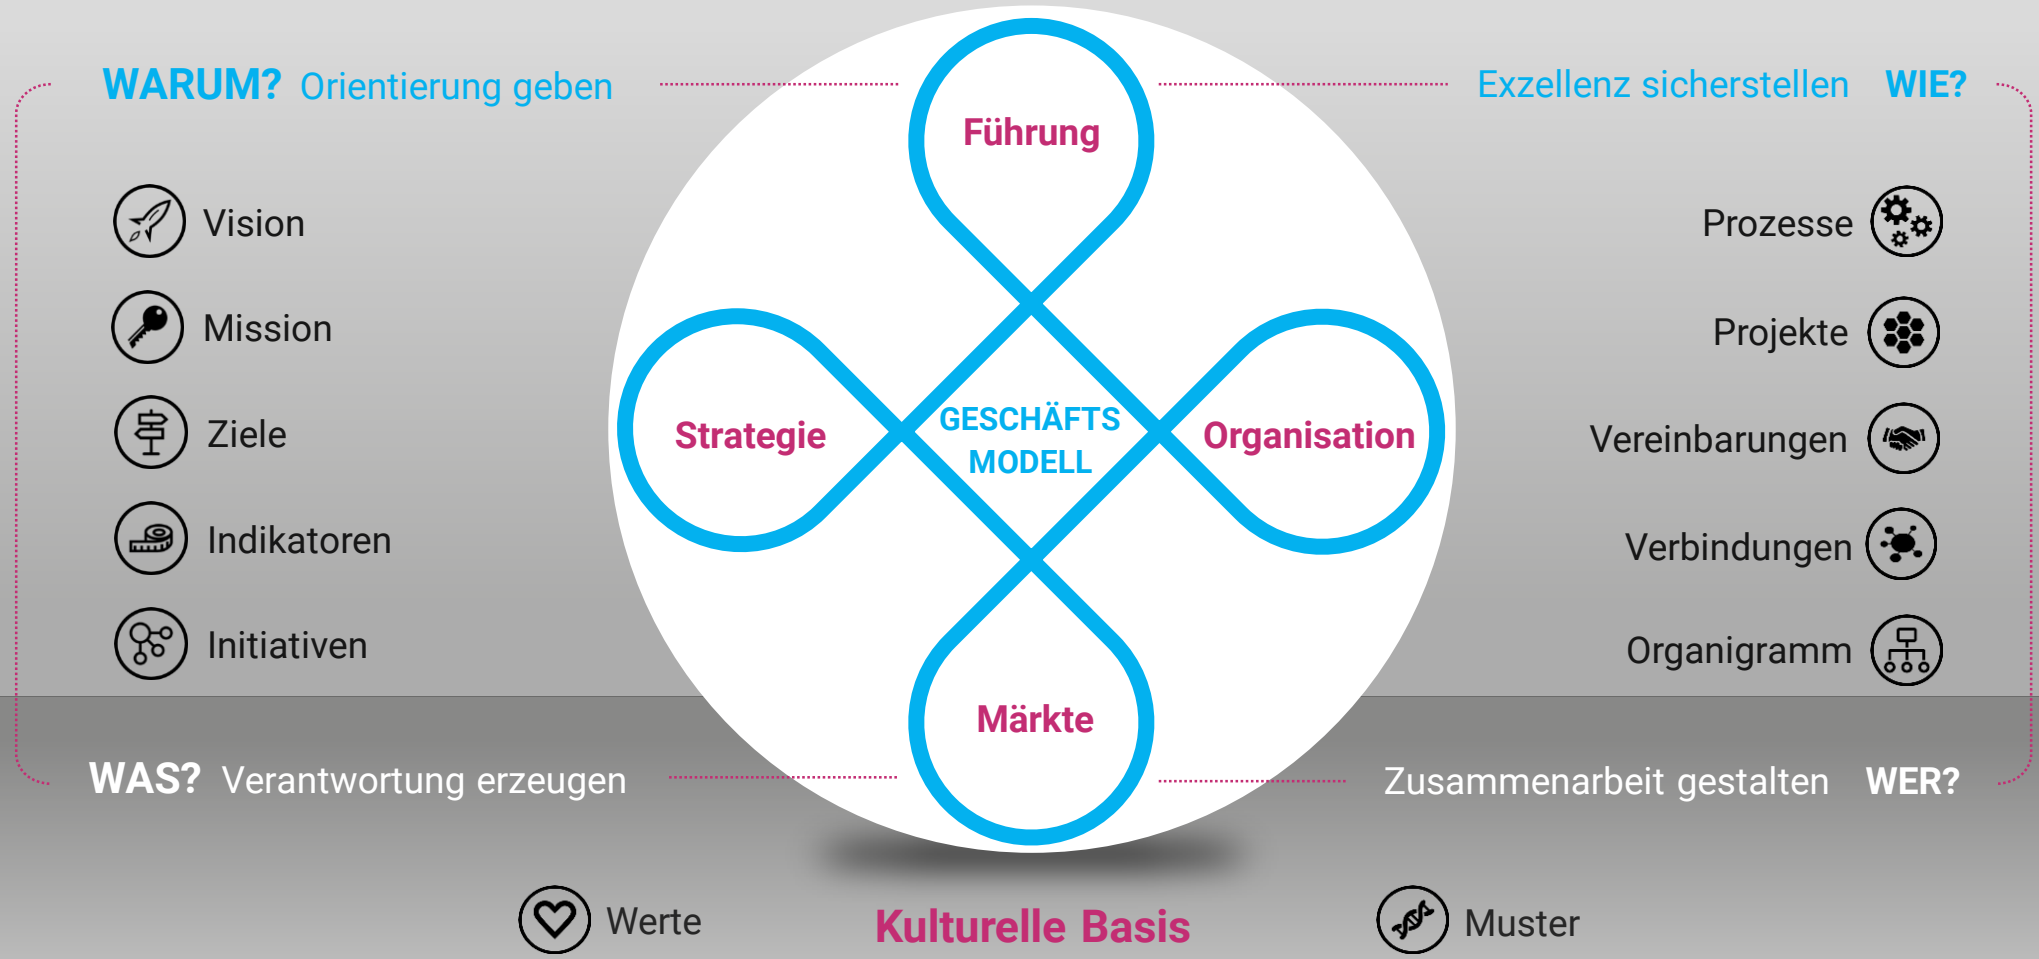 WARUM? Orientierung geben
Exzellenz sicherstellen WIE?
Führung
Vision
Prozesse
Mission
Projekte
Strategie
GESCHÄFTS
MODELL
Organisation
Ziele
Vereinbarungen
Indikatoren
Verbindungen
Initiativen
Organigramm
Märkte
WAS? Verantwortung erzeugen
Zusammenarbeit gestalten WER?
Werte
Kulturelle Basis
Muster